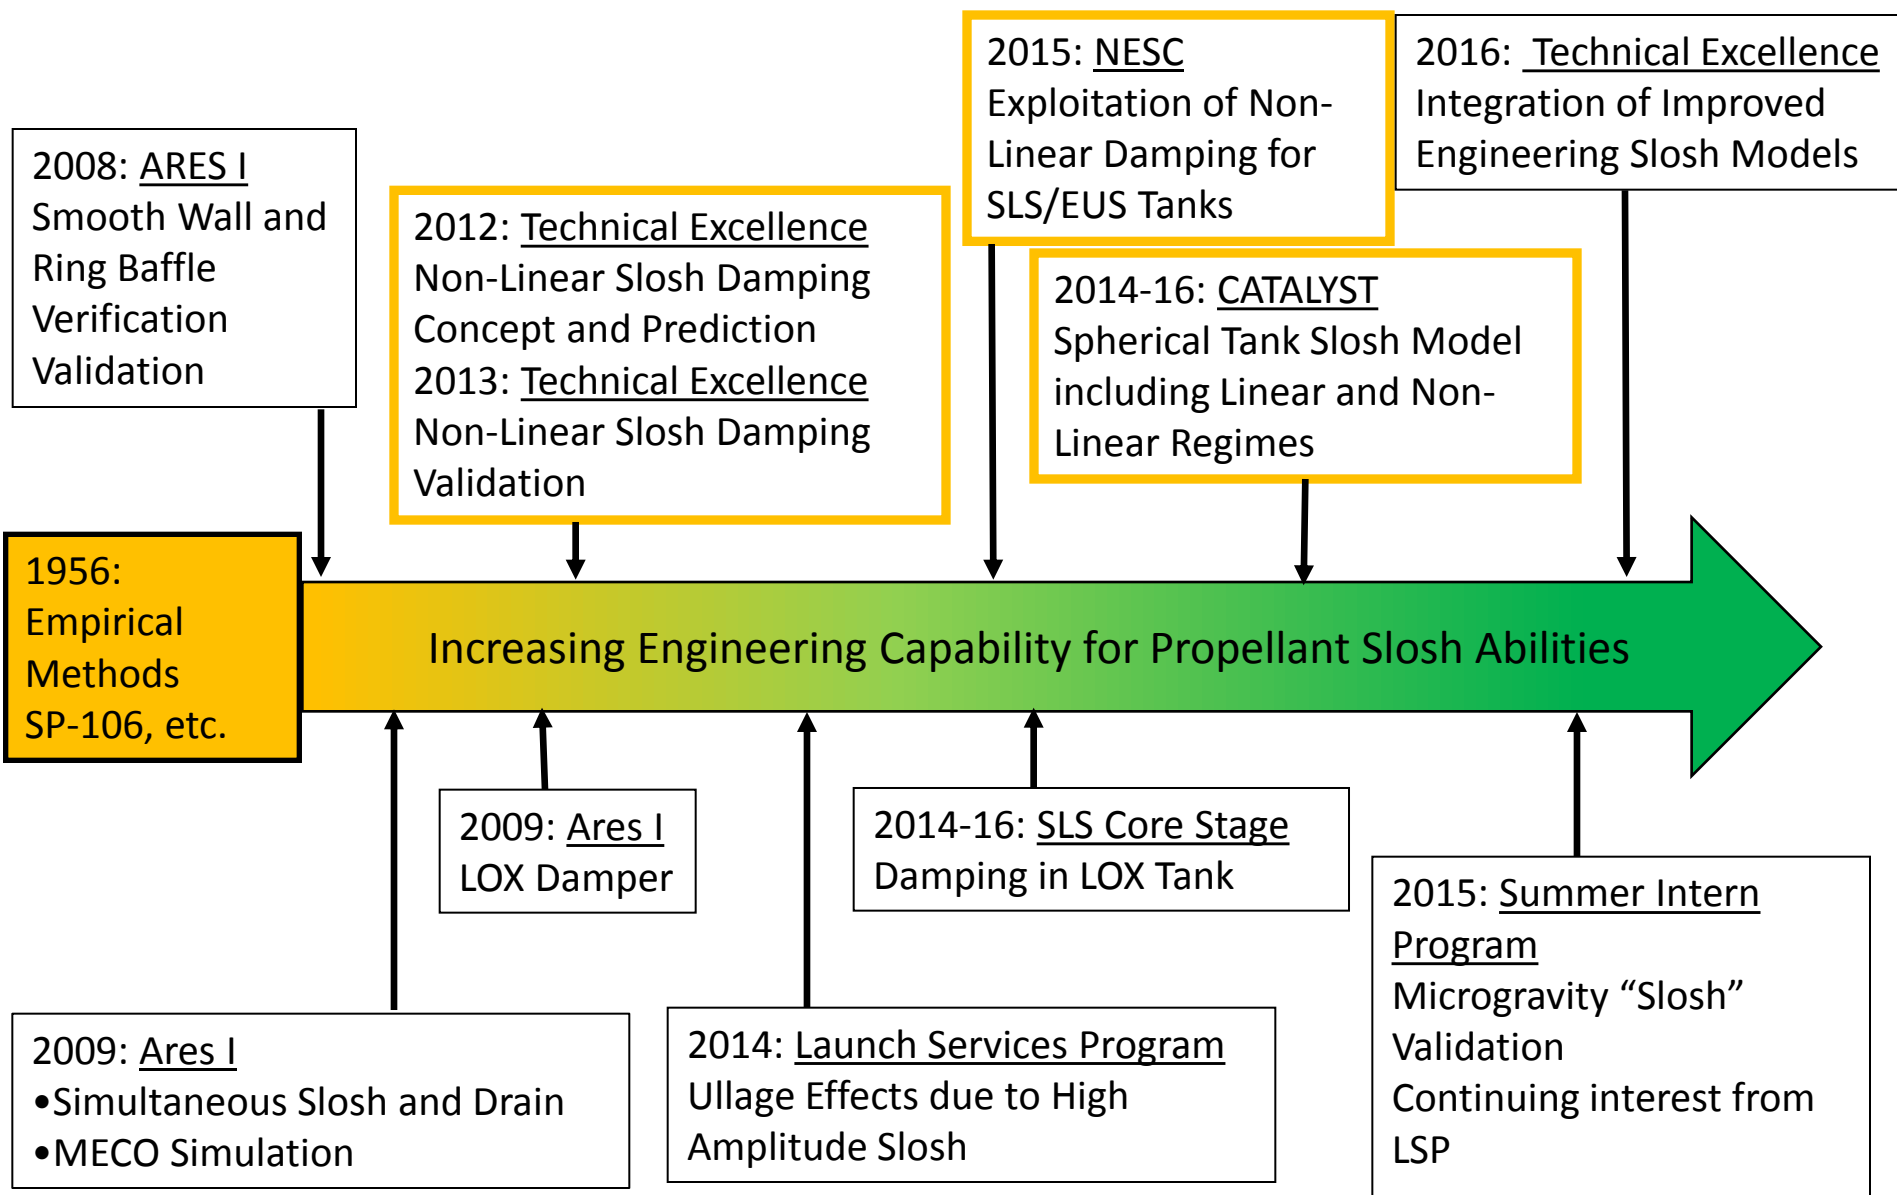 2008: ARES I
Smooth Wall and
Ring Baffle
Verification
Validation
2012: Technical Excellence
Non-Linear Slosh Damping
Concept and Prediction
2013: Technical Excellence
Non-Linear Slosh Damping
Validation
2015: NESC
Exploitation of Non-
Linear Damping for
SLS/EUS Tanks
2014-16: CATALYST
Spherical Tank Slosh Model
including Linear and Non-
Linear Regimes
2016: Technical Excellence
Integration of Improved
Engineering Slosh Models
1956:
Empirical
Methods
SP-106, etc.
Increasing Engineering Capability for Propellant Slosh Abilities
2009: Ares I
•Simultaneous Slosh and Drain
•MECO Simulation
2009: Ares I
LOX Damper
2014: Launch Services Program
Ullage Effects due to High
Amplitude Slosh
2014-16: SLS Core Stage
Damping in LOX Tank
2015: Summer Intern
Program
Microgravity “Slosh”
Validation
Continuing interest from
LSP